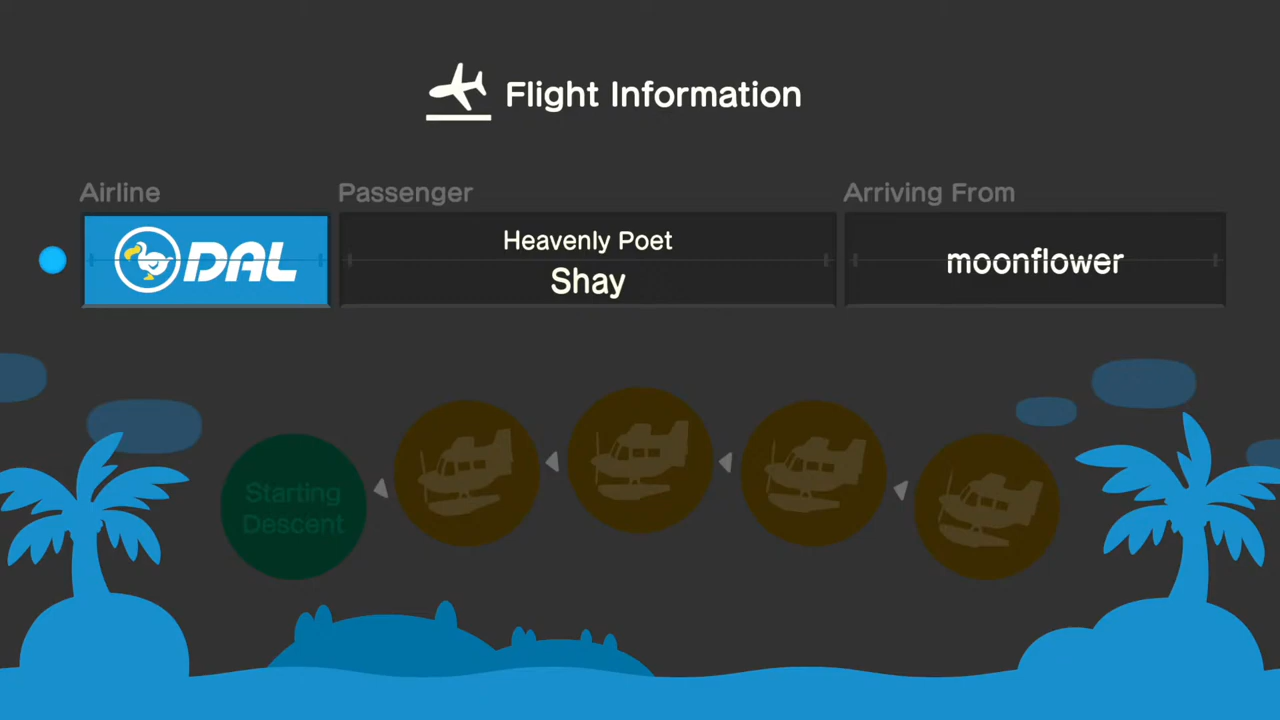 Flight Information
Airline
Passenger
Arriving From
DAL
Heavenly Poet
Shay
moonflower
Starting
Descent